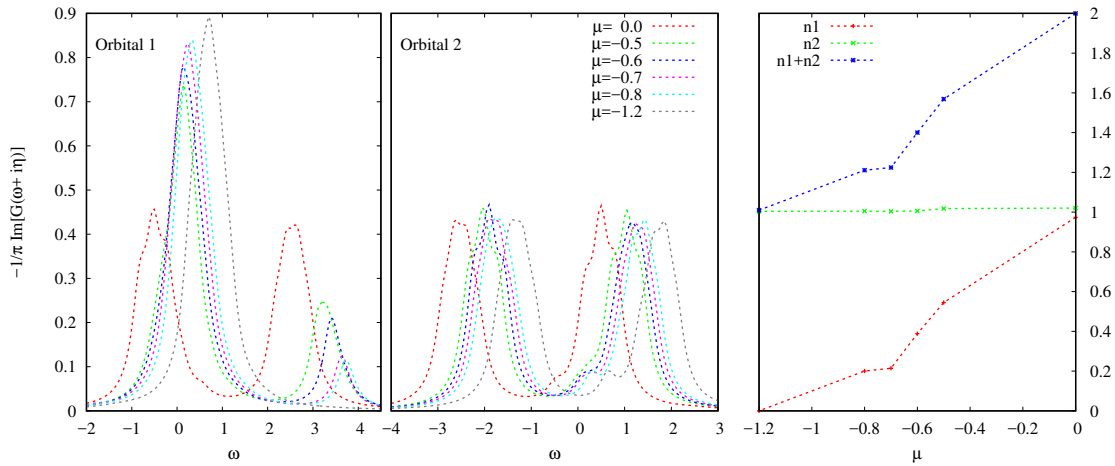 −1/π Im[G(ω+ iη)]
0.9
0.8
0.7
0.6
0.5
0.4
0.3
0.2
0.1
0
Orbital 1
−2 −1 0 1 2 3 4
ω
Orbital 2
μ= 0.0
μ=−0.5
μ=−0.6
μ=−0.7
μ=−0.8
μ=−1.2
−4 −3 −2 −1 0 1 2 3
ω
n1
n2
n1+n2
2
1.8
1.6
1.4
1.2
1
0.8
0.6
0.4
0.2
0
−1.2 −1 −0.8 −0.6 −0.4 −0.2 0
μ